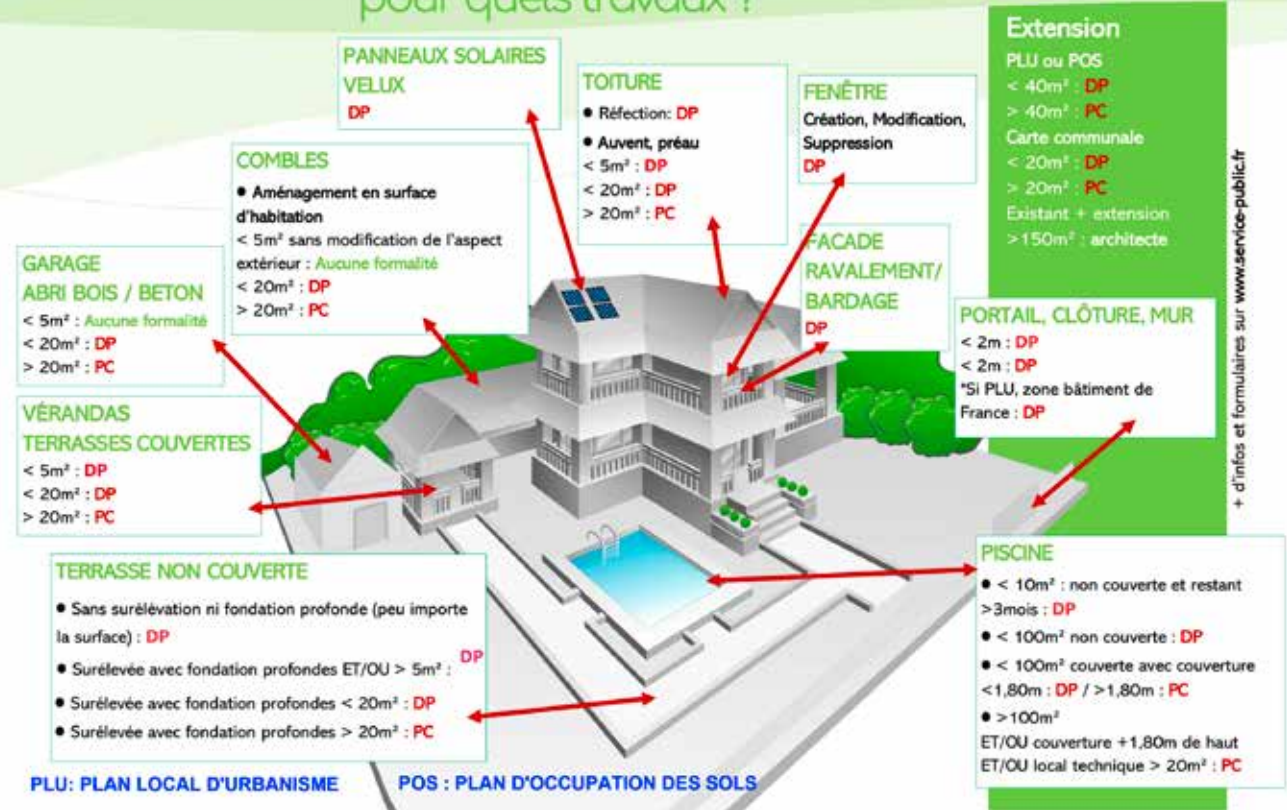 pour quels travaux ?
PANNEAUX SOLAIRES
VELUX
DP
TOITURE
• Réfection: DP
• Auvent, préau
< 5m² : DP
< 20m² : DP
> 20m² : PC
FENÊTRE
Création, Modification,
Suppression
DP
Extension
PLU ou POS
< 40m² : DP
> 40m² : PC
Carte communale
< 20m² : DP
> 20m² : PC
Existant + extension
>150m² : architecte
COMBLES
• Aménagement en surface
d'habitation
< 5m² sans modification de l'aspect
extérieur : Aucune formalité
< 20m² : DP
> 20m² : PC
GARAGE
ABRI BOIS / BETON
< 5m² : Aucune formalité
< 20m² : DP
> 20m² : PC
FACADE
RAVALEMENT/
BARDAGE
DP
PORTAIL, CLÔTURE, MUR
< 2m : DP
< 2m : DP
*Si PLU, zone bâtiment de
France : DP
+ d'infos et formulaires sur www.service-public.fr
VÉRANDAS
TERRASSES COUVERTES
< 5m² : DP
< 20m² : DP
> 20m² : PC
TERRASSE NON COUVERTE
• Sans surélévation ni fondation profonde (peu importe
la surface) : DP
• Surélevée avec fondation profondes ET/OU > 5m² : DP
• Surélevée avec fondation profondes < 20m² : DP
• Surélevée avec fondation profondes > 20m² : PC
PISCINE
• < 10m² : non couverte et restant
>3mois : DP
• < 100m² non couverte : DP
• < 100m² couverte avec couverture
<1,80m : DP / >1,80m : PC
• >100m²
ET/OU couverture +1,80m de haut
ET/OU local technique > 20m² : PC
PLU: PLAN LOCAL D'URBANISME
POS : PLAN D'OCCUPATION DES SOLS